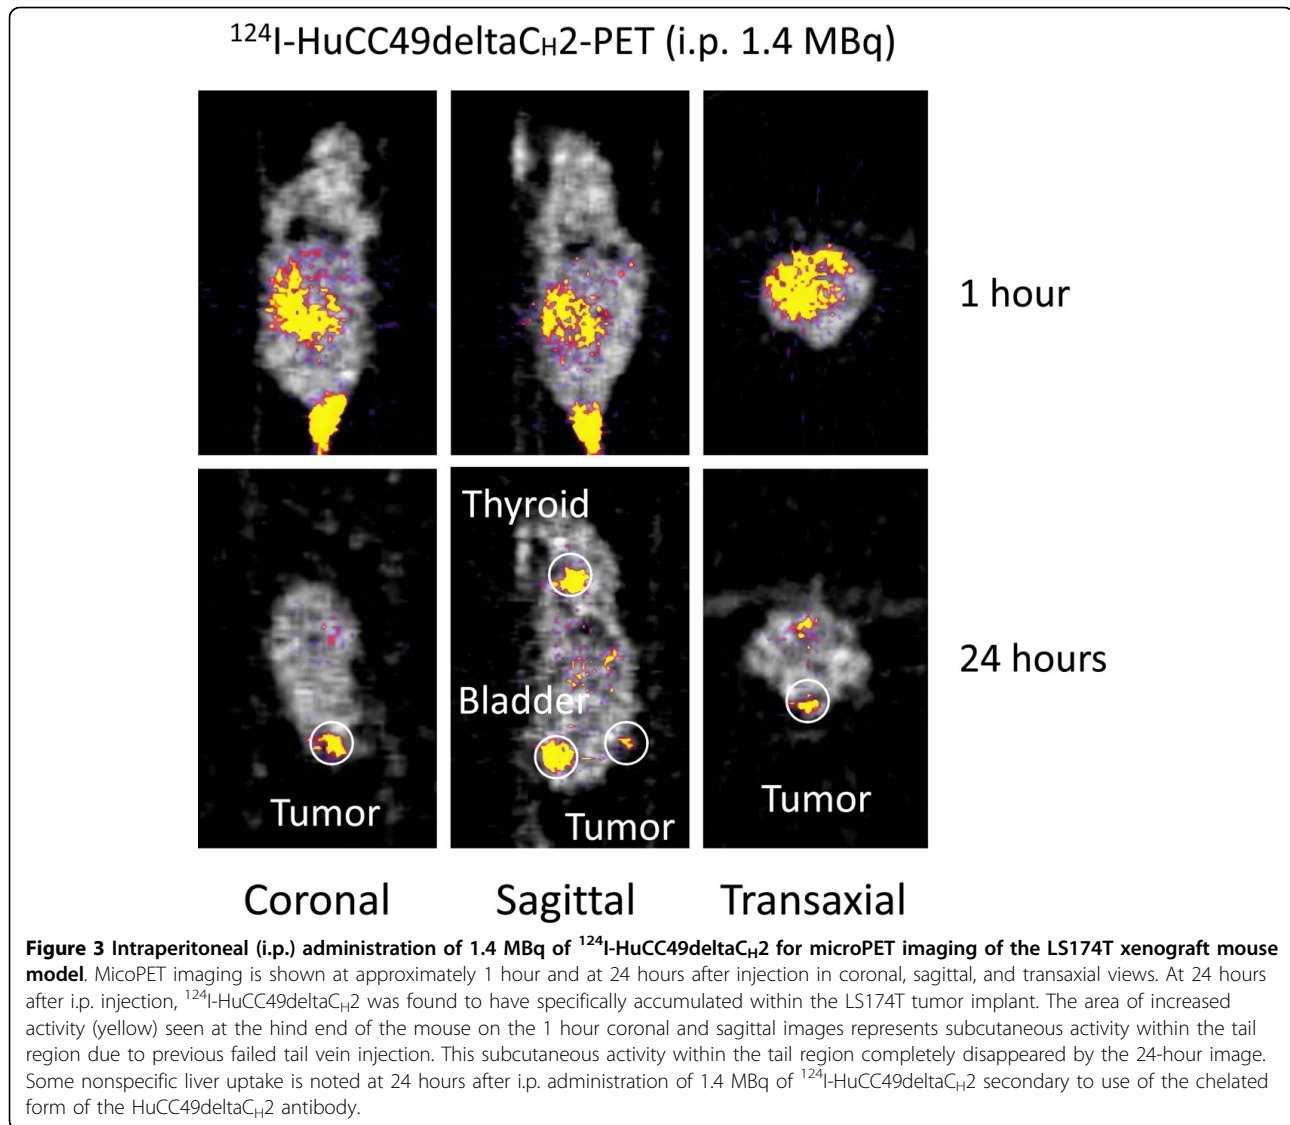 ¹²⁴I-HuCC49deltaC_H2-PET (i.p. 1.4 MBq)
1 hour
Thyroid
Bladder
24 hours
Tumor
Tumor
Tumor
Coronal
Sagittal
Transaxial
Figure 3 Intraperitoneal (i.p.) administration of 1.4 MBq of ¹²⁴I-HuCC49deltaC_H2 for microPET imaging of the LS174T xenograft mouse
model. MicoPET imaging is shown at approximately 1 hour and at 24 hours after injection in coronal, sagittal, and transaxial views. At 24 hours
after i.p. injection, ¹²⁴I-HuCC49deltaC_H2 was found to have specifically accumulated within the LS174T tumor implant. The area of increased
activity (yellow) seen at the hind end of the mouse on the 1 hour coronal and sagittal images represents subcutaneous activity within the tail
region due to previous failed tail vein injection. This subcutaneous activity within the tail region completely disappeared by the 24-hour image.
Some nonspecific liver uptake is noted at 24 hours after i.p. administration of 1.4 MBq of ¹²⁴I-HuCC49deltaC_H2 secondary to use of the chelated
form of the HuCC49deltaC_H2 antibody.